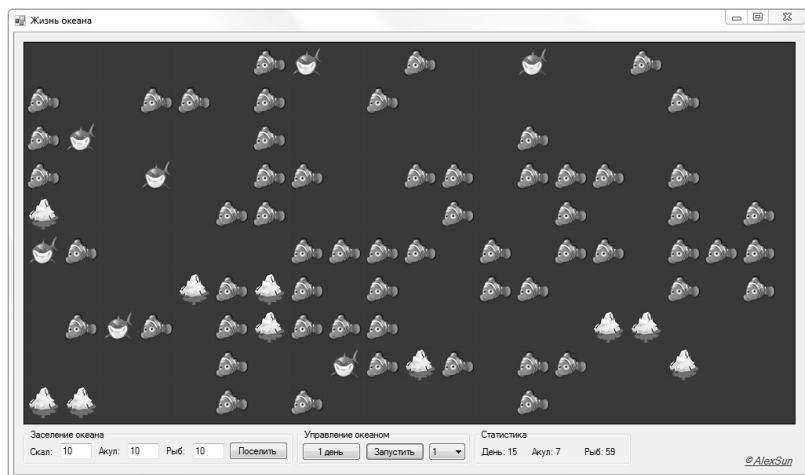 Жизнь океана
Заселение океана
Скал: 10 Акул: 10 Рыб: 10 Поселить
Управление океаном
1 день Запустить 1
Статистика
День: 15 Акул: 7 Рыб: 59
© AlexSun